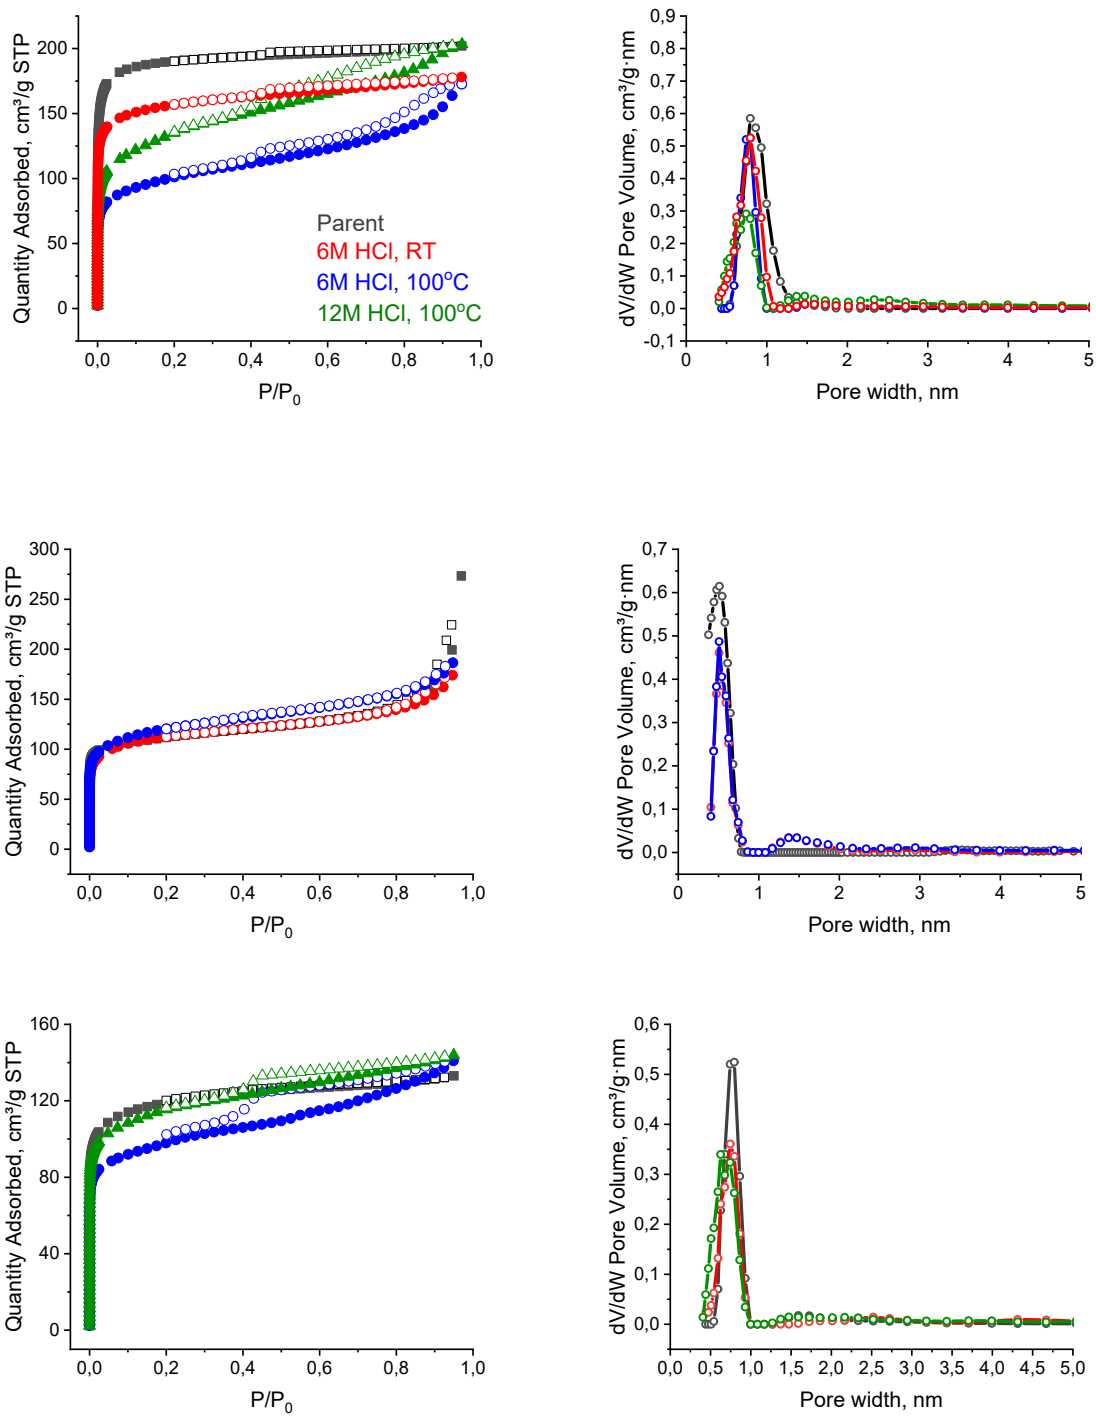 Quantity Adsorbed, cm³/g STP
200
150
100
50
0
0,0 0,2 0,4 0,6 0,8 1,0
P/P₀
Parent
6M HCl, RT
6M HCl, 100°C
12M HCl, 100°C
dV/dW Pore Volume, cm³/g·nm
0,9
0,8
0,7
0,6
0,5
0,4
0,3
0,2
0,1
0,0
-0,1
0 1 2 3 4 5
Pore width, nm
Quantity Adsorbed, cm³/g STP
300
250
200
150
100
50
0
0,0 0,2 0,4 0,6 0,8 1,0
P/P₀
dV/dW Pore Volume, cm³/g·nm
0,7
0,6
0,5
0,4
0,3
0,2
0,1
0,0
0 1 2 3 4 5
Pore width, nm
Quantity Adsorbed, cm³/g STP
160
120
80
40
0
0,0 0,2 0,4 0,6 0,8 1,0
P/P₀
dV/dW Pore Volume, cm³/g·nm
0,6
0,5
0,4
0,3
0,2
0,1
0,0
0,0 0,5 1,0 1,5 2,0 2,5 3,0 3,5 4,0 4,5 5,0
Pore width, nm